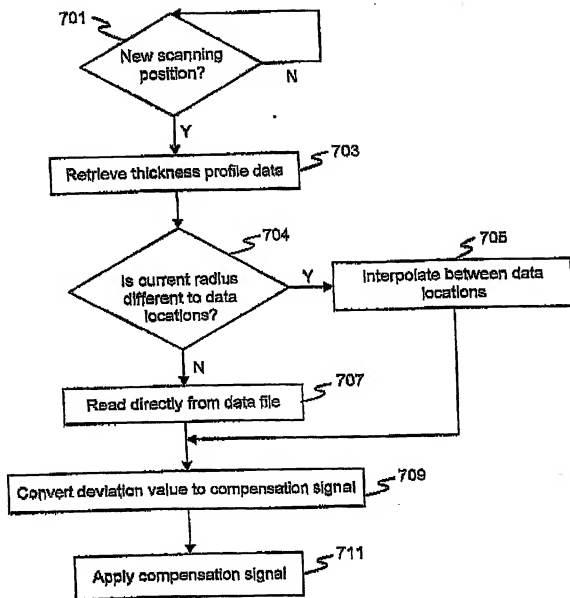 701
New scanning
position?
N
Y
703
Retrieve thickness profile data
704
705
Is current radius
different to data
locations?
Y
Interpolate between data
locations
N
707
Read directly from data file
709
Convert deviation value to compensation signal
711
Apply compensation signal